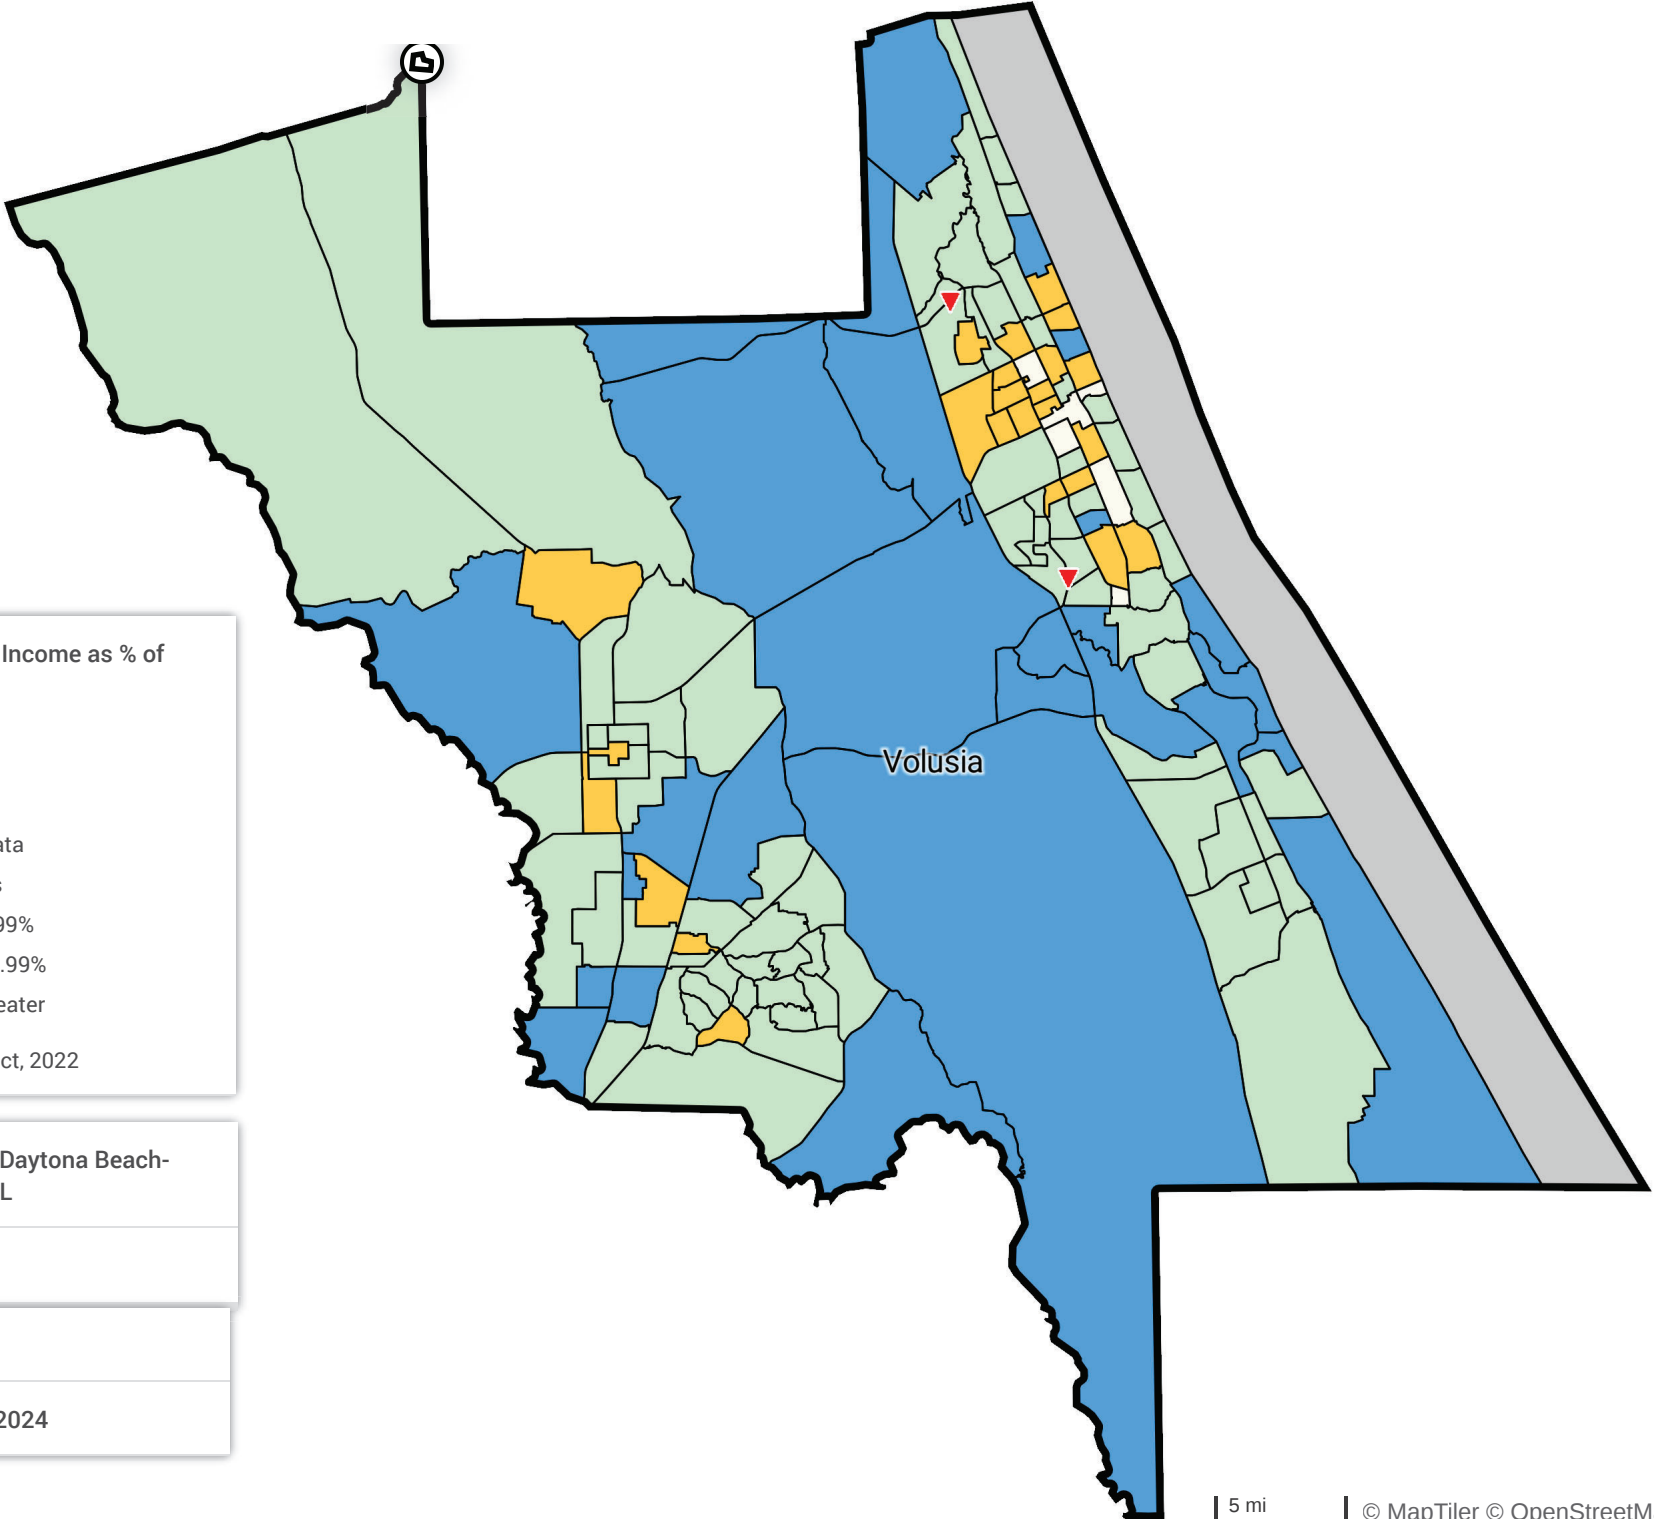 Income as % of
ata
s
99%
.99%
eater
ct, 2022
Daytona Beach-
L
2024
Volusia
5 mi
© MapTiler © OpenStreetM